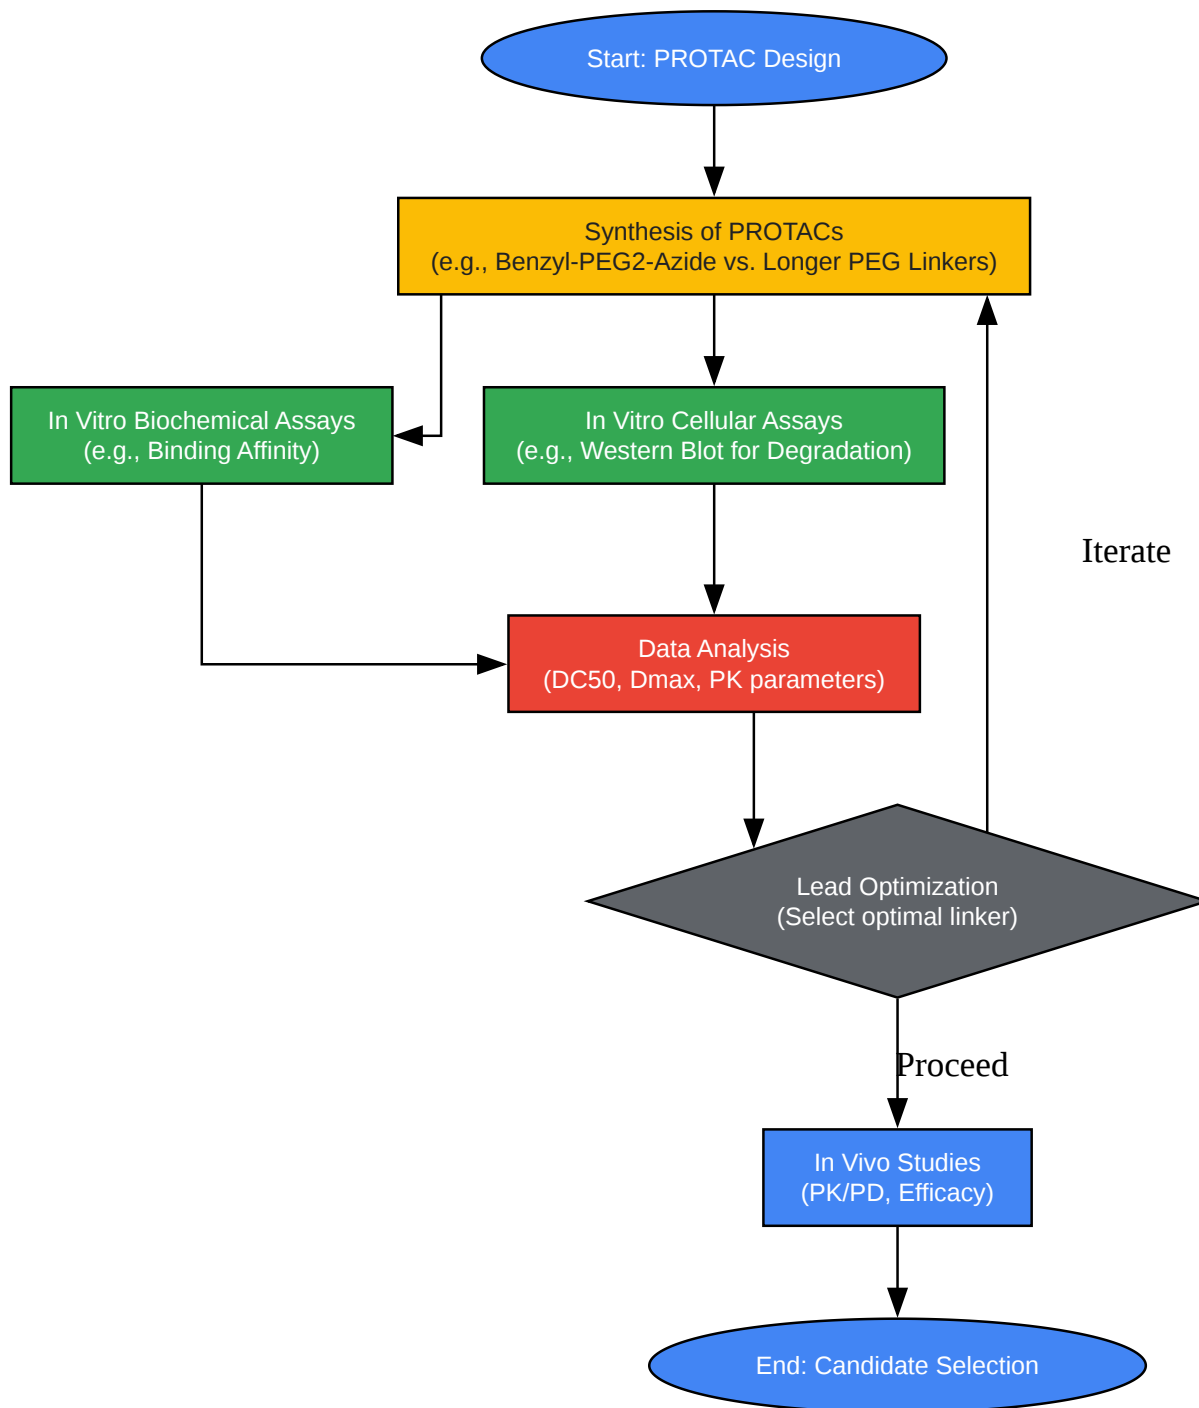 Start: PROTAC Design
Synthesis of PROTACs
(e.g., Benzyl-PEG2-Azide vs. Longer PEG Linkers)
In Vitro Biochemical Assays
(e.g., Binding Affinity)
In Vitro Cellular Assays
(e.g., Western Blot for Degradation)
Iterate
Data Analysis
(DC50, Dmax, PK parameters)
Lead Optimization
(Select optimal linker)
Proceed
In Vivo Studies
(PK/PD, Efficacy)
End: Candidate Selection